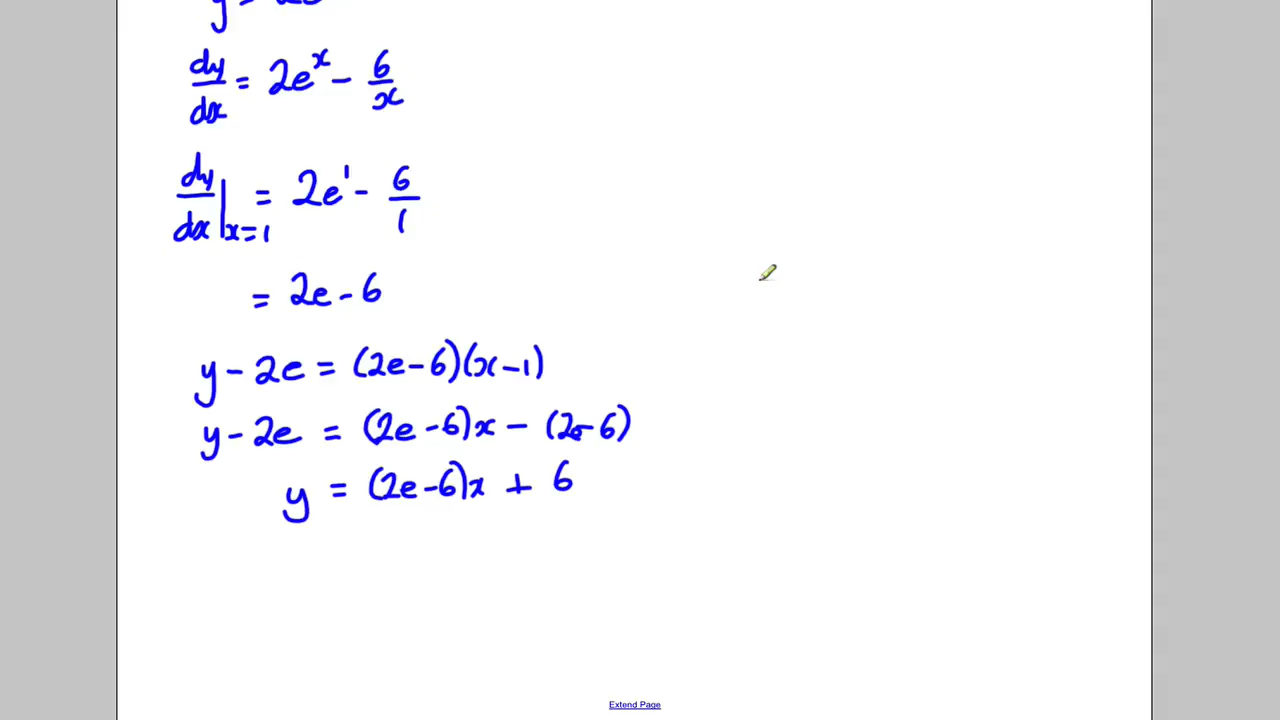 y = 2e
dy/dx = 2e^x - 6/x
dy/dx|x=1 = 2e^1 - 6/1
= 2e - 6
y - 2e = (2e - 6)(x - 1)
y - 2e = (2e - 6)x - (2e - 6)
y = (2e - 6)x + 6
Extend Page